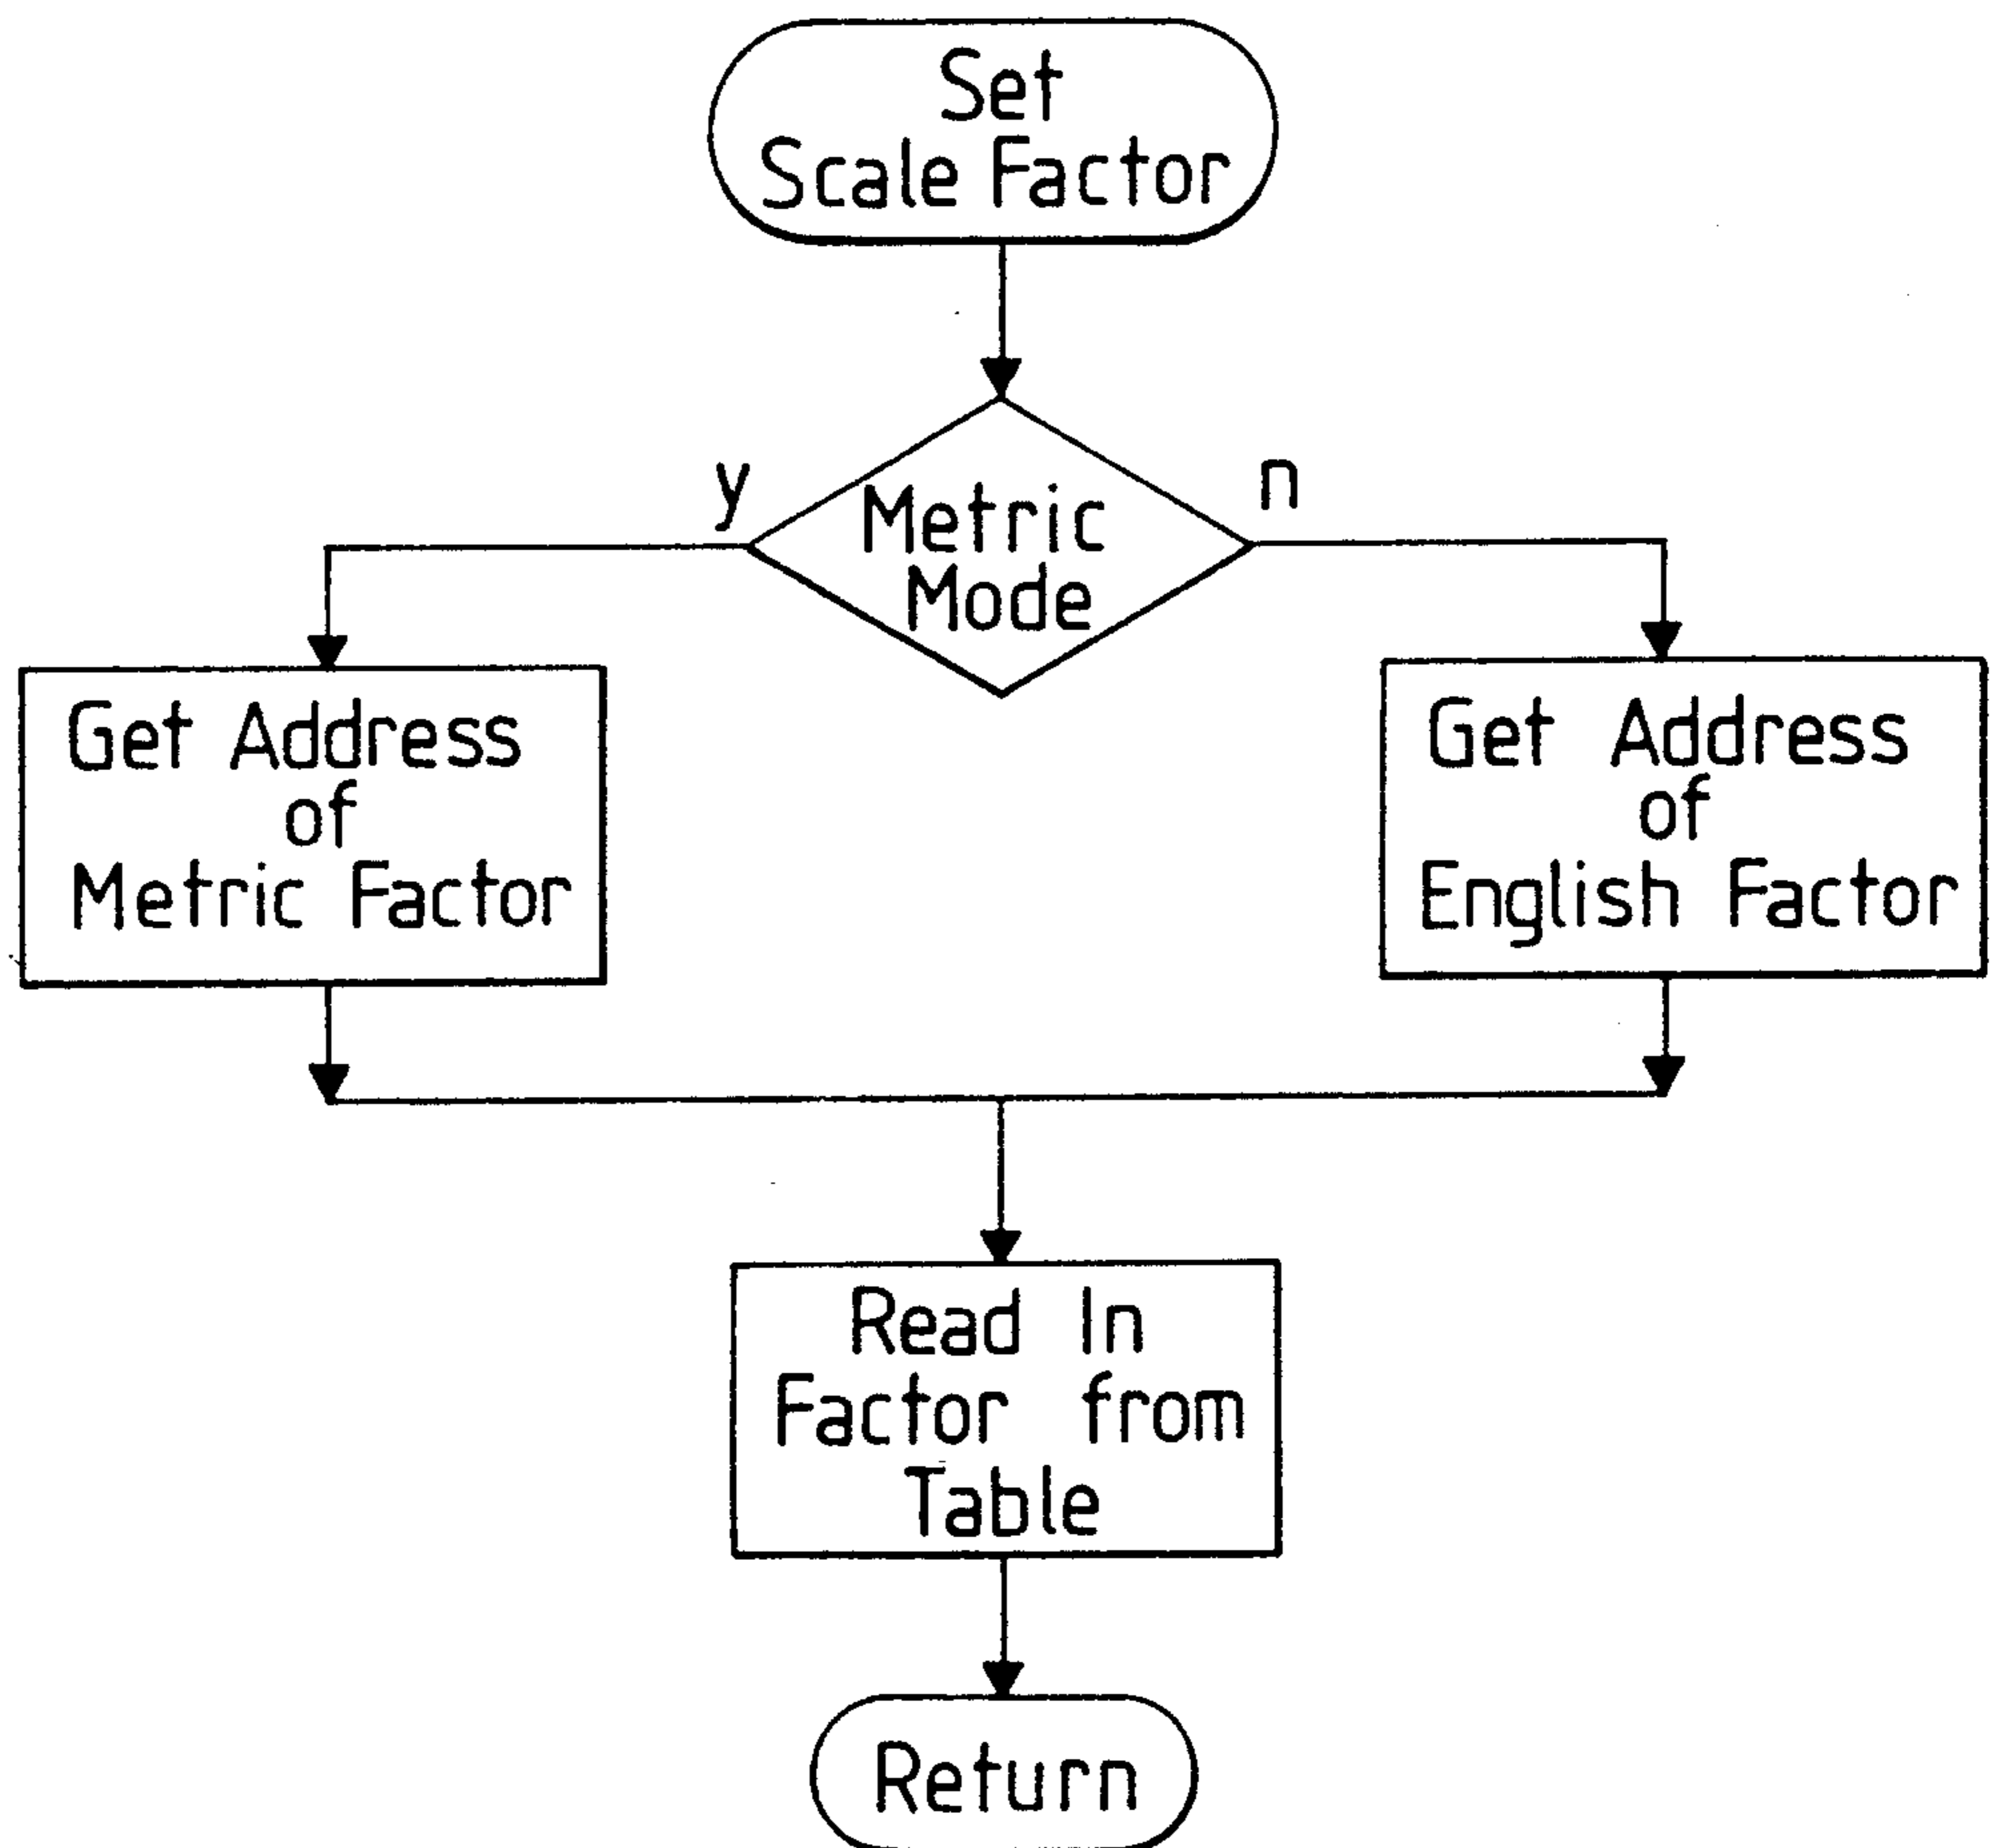 Set
Scale Factor
y
n
Metric
Mode
Get Address
of
Metric Factor
Get Address
of
English Factor
Read In
Factor from
Table
Return